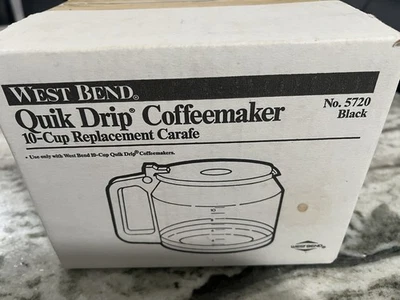 WEST BEND®
Quik Drip® Coffeemaker
10-Cup Replacement Carafe
No. 5720
Black
• Use only with West Bend 10-Cup Quik Drip® Coffeemakers.
10